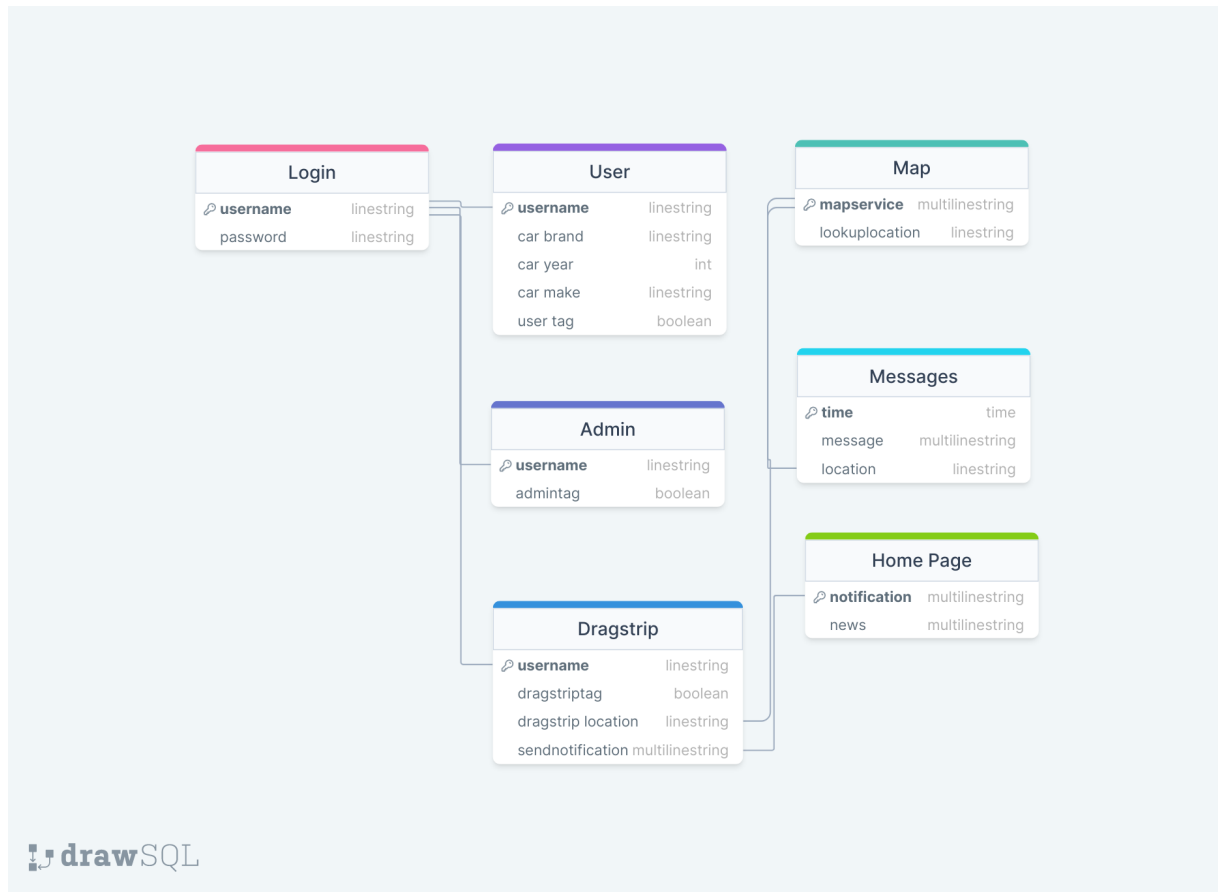 Login
username linestring
password linestring
User
username linestring
car brand linestring
car year int
car make linestring
user tag boolean
Map
mapservice multilinestring
lookuplocation linestring
Admin
username linestring
admintag boolean
Messages
time time
message multilinestring
location linestring
Dragstrip
username linestring
dragstriptag boolean
dragstrip location linestring
sendnotification multilinestring
Home Page
notification multilinestring
news multilinestring
drawSQL